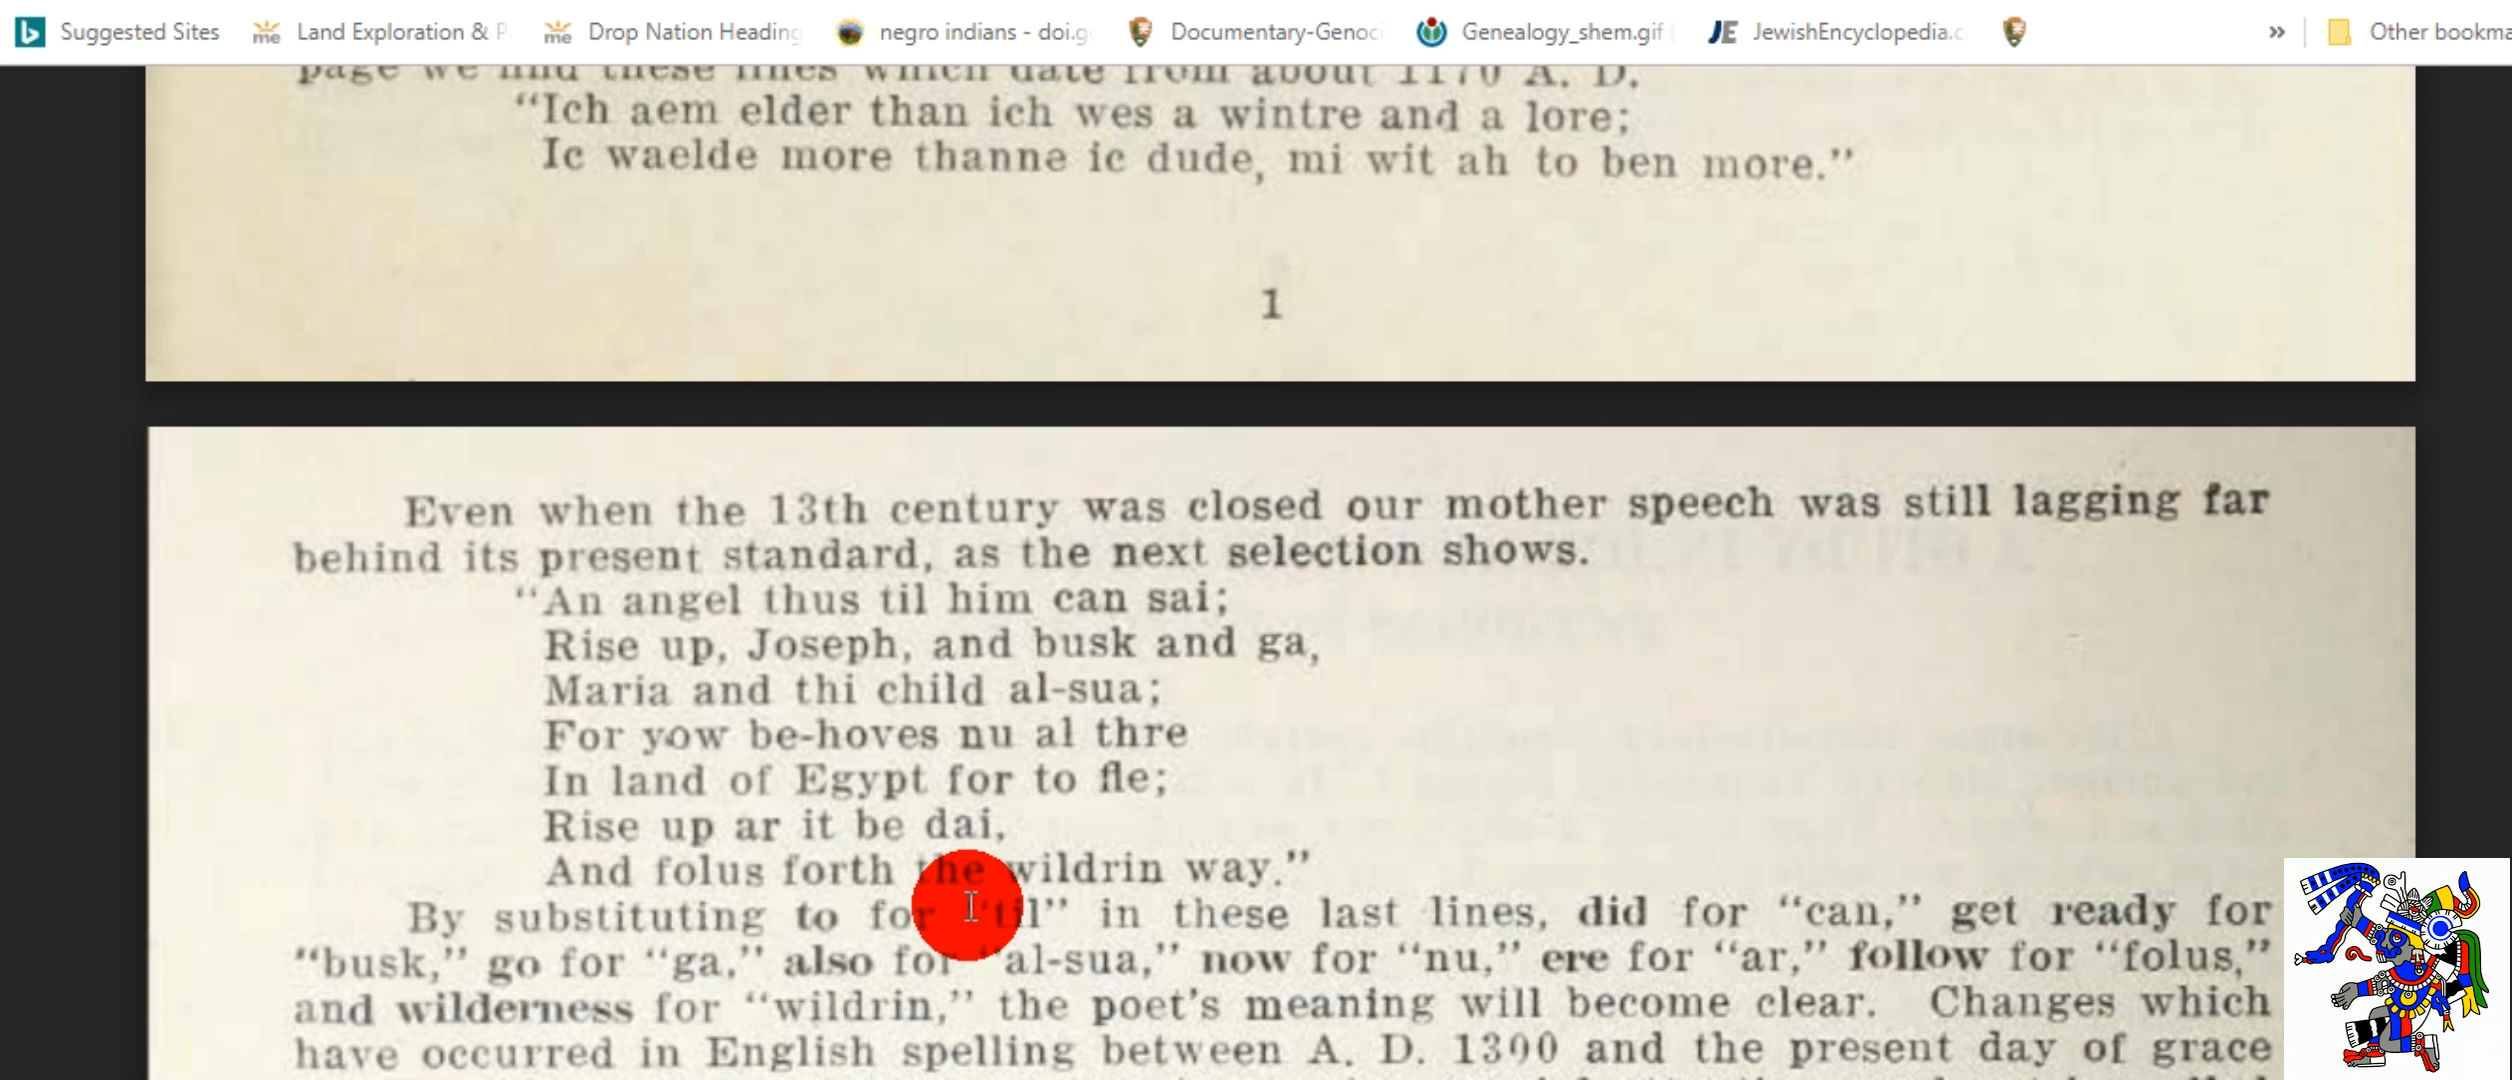 Suggested Sites
Land Exploration & P
Drop Nation Heading
negro indians - doi.g
Documentary-Genoc
Genealogy_shem.gif
JewishEncyclopedia.c
»
Other bookma
page we find these lines which date from about 1170 A. D.
“Ich aem elder than ich wes a wintre and a lore;
Ic waelde more thanne ic dude, mi wit ah to ben more.”
1
Even when the 13th century was closed our mother speech was still lagging far
behind its present standard, as the next selection shows.
“An angel thus til him can sai;
Rise up, Joseph, and busk and ga,
Maria and thi child al-sua;
For yow be-hoves nu al thre
In land of Egypt for to fle;
Rise up ar it be dai,
And folus forth the wildrin way.”
By substituting to for “til” in these last lines, did for “can,” get ready for
“busk,” go for “ga,” also for “al-sua,” now for “nu,” ere for “ar,” follow for “folus,”
and wilderness for “wildrin,” the poet's meaning will become clear. Changes which
have occurred in English spelling between A. D. 1300 and the present day of grace